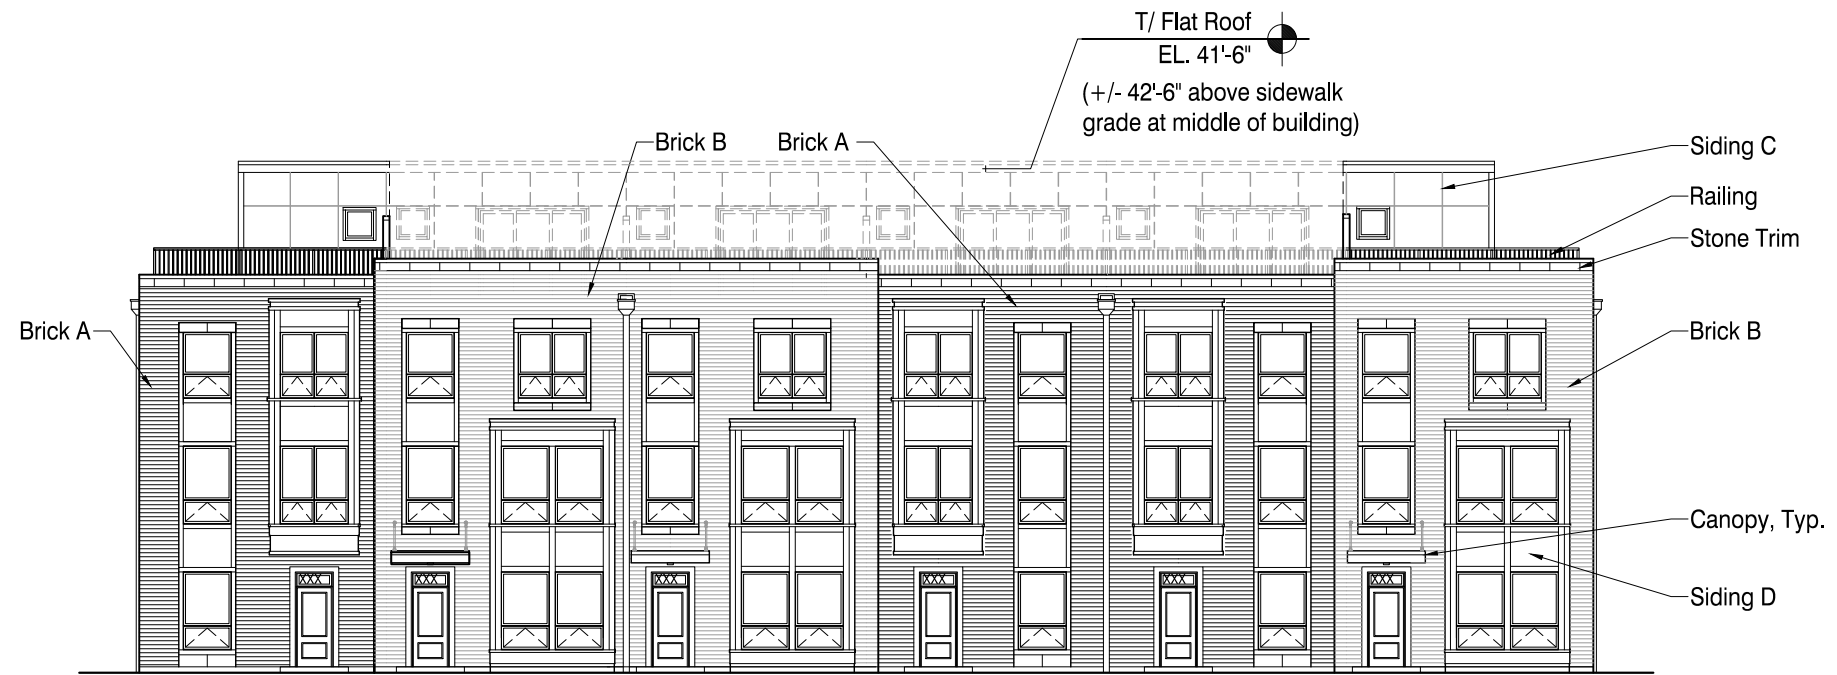 T/ Flat Roof
EL. 41'-6"
(+/- 42'-6" above sidewalk
grade at middle of building)
Brick B
Brick A
Siding C
Railing
Stone Trim
Brick A
Brick B
Canopy, Typ.
Siding D
XXX
XXX
XXX
XXX
XXX
XXX